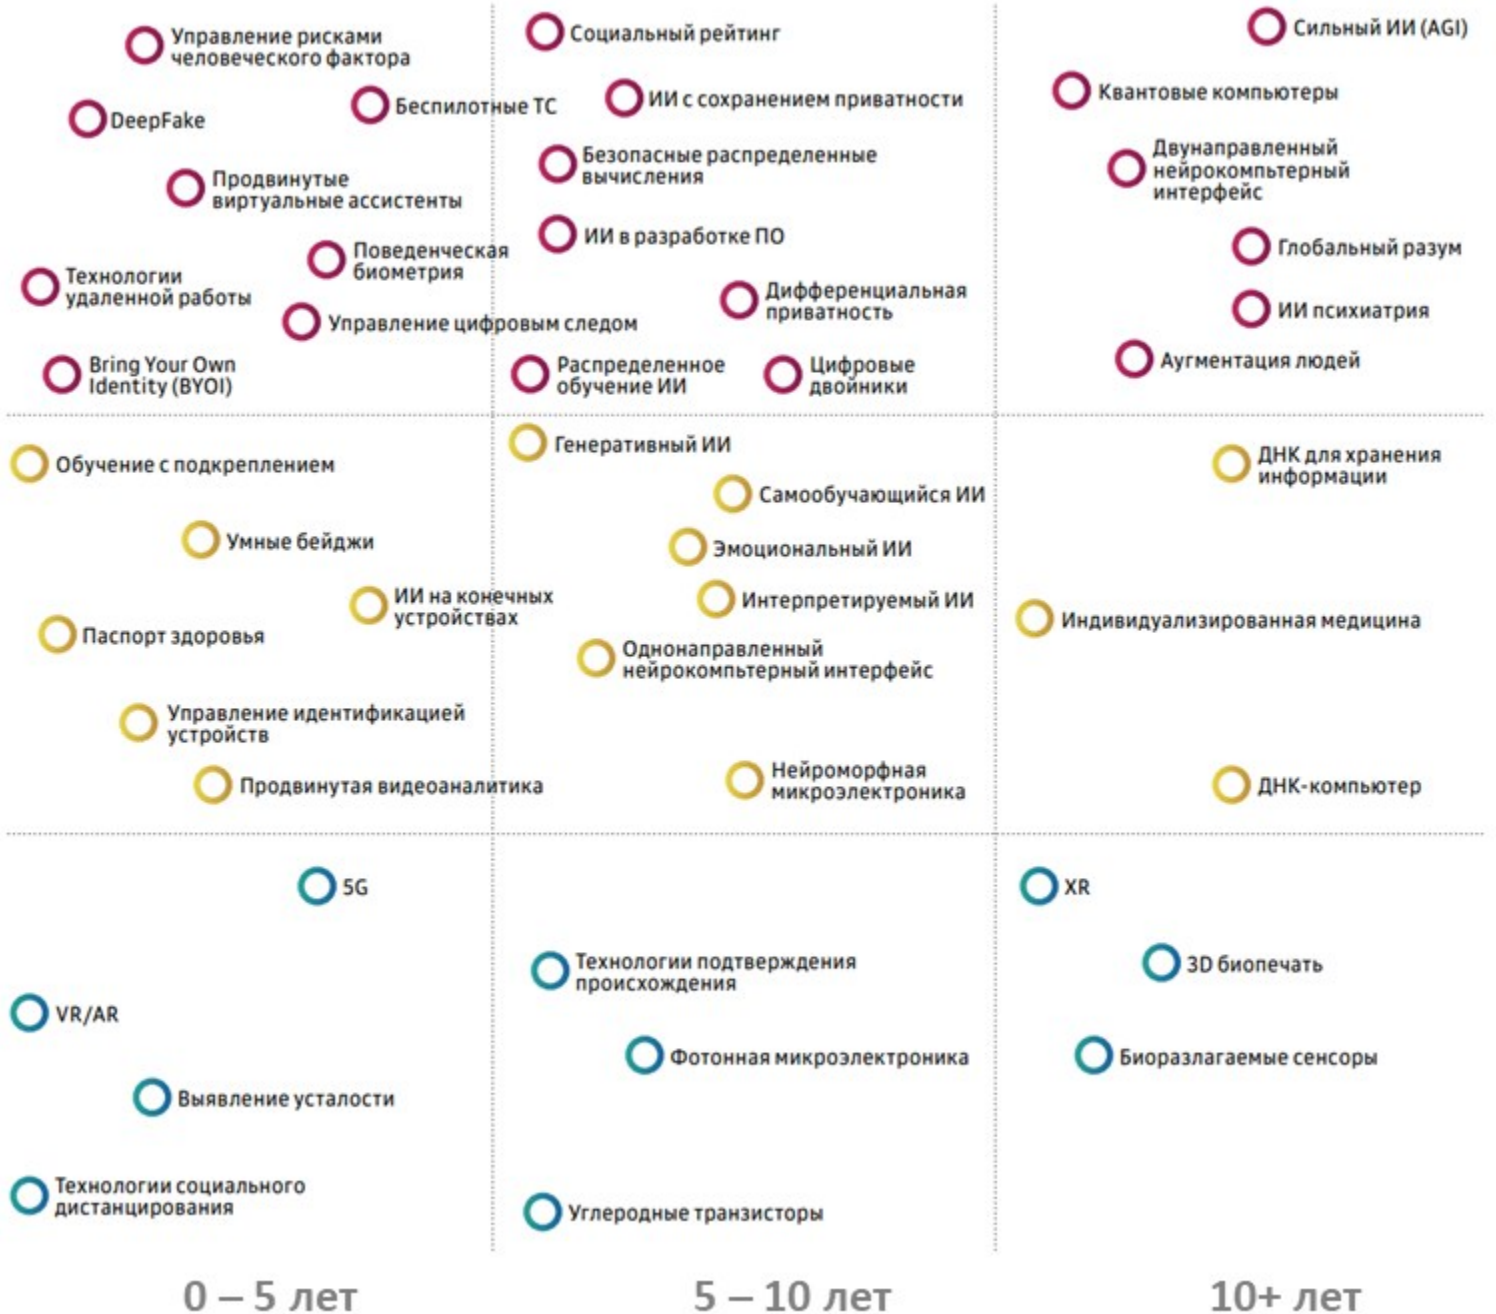 Управление рисками
человеческого фактора
DeepFake
Беспилотные ТС
Продвинутые
виртуальные ассистенты
Поведенческая
биометрия
Технологии
удаленной работы
Управление цифровым следом
Bring Your Own
Identity (BYOI)
Социальный рейтинг
ИИ с сохранением приватности
Безопасные распределенные
вычисления
ИИ в разработке ПО
Дифференциальная
приватность
Распределенное
обучение ИИ
Цифровые
двойники
Сильный ИИ (AGI)
Квантовые компьютеры
Двунаправленный
нейрокомпьтерный
интерфейс
Глобальный разум
ИИ психиатрия
Аугментация людей
Обучение с подкреплением
Умные бейджи
ИИ на конечных
устройствах
Паспорт здоровья
Управление идентификацией
устройств
Продвинутая видеоаналитика
Генеративный ИИ
Самообучающийся ИИ
Эмоциональный ИИ
Интерпретируемый ИИ
Однонаправленный
нейрокомпьтерный интерфейс
Нейроморфная
микроэлектроника
ДНК для хранения
информации
Индивидуализированная медицина
ДНК-компьютер
5G
VR/AR
Выявление усталости
Технологии социального
дистанцирования
Технологии подтверждения
происхождения
Фотонная микроэлектроника
Углеродные транзисторы
XR
3D биопечать
Биоразлагаемые сенсоры
0 – 5 лет
5 – 10 лет
10+ лет